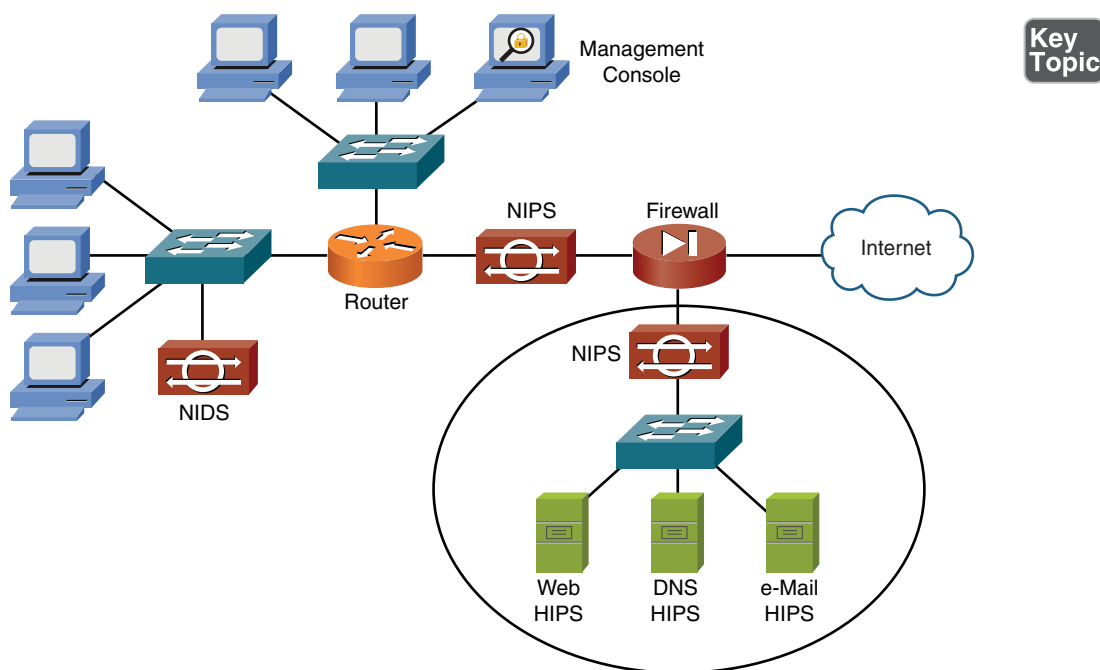 Management
Console
Key
Topic
NIPS
Firewall
Internet
Router
NIPS
NIDS
Web
HIPS
DNS
HIPS
e-Mail
HIPS